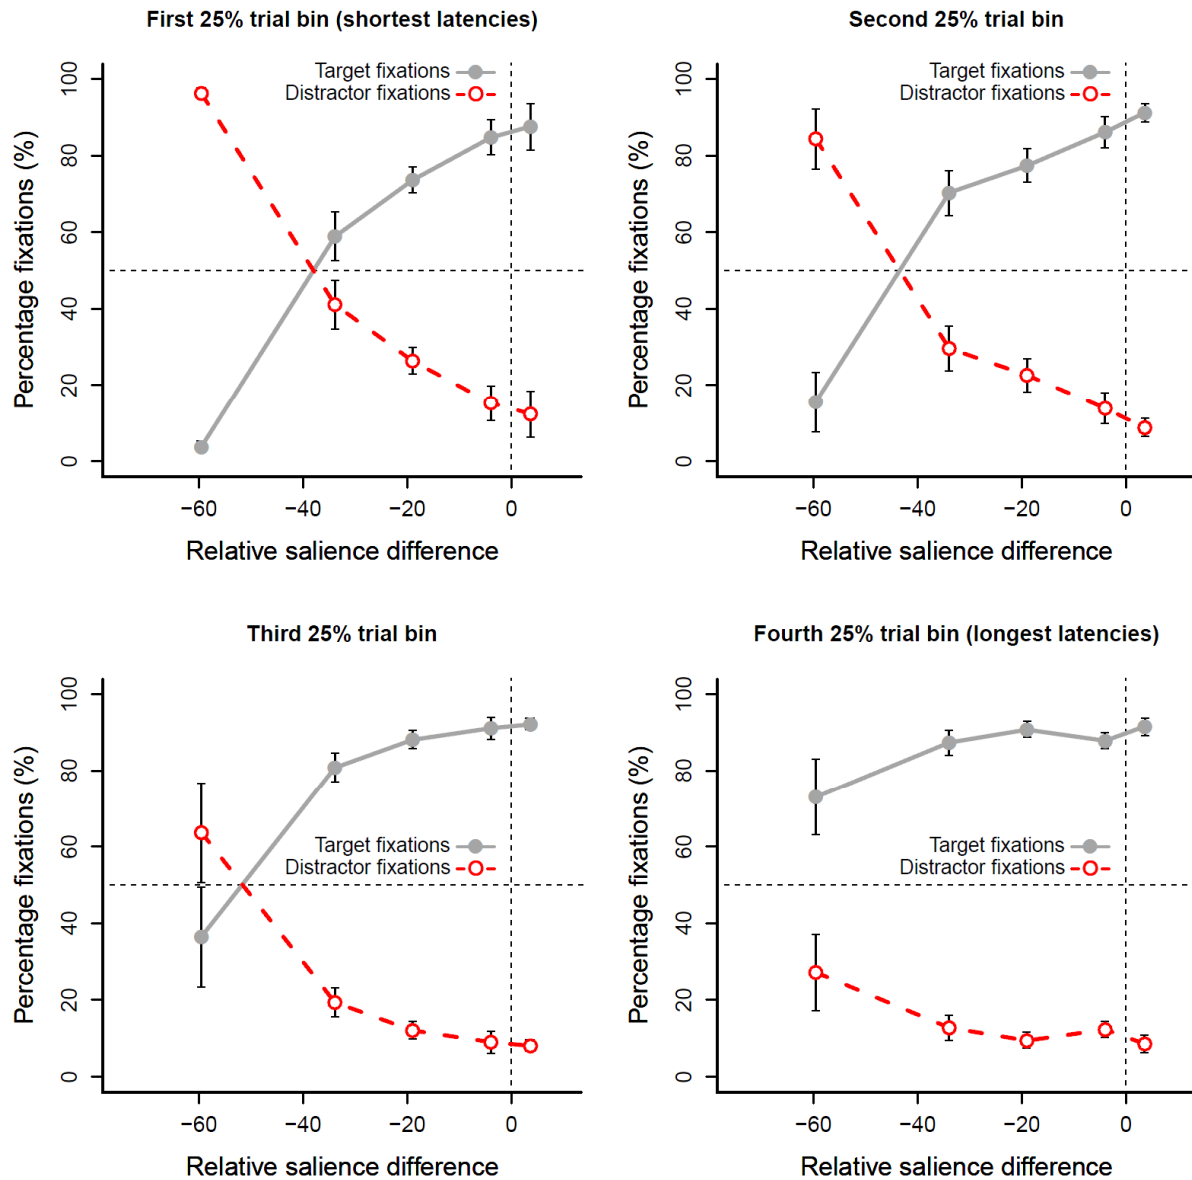 First 25% trial bin (shortest latencies)
Target fixations
Distractor fixations
Percentage fixations (%)
100
80
60
40
20
0
−60
−40
−20
0
Relative salience difference
Second 25% trial bin
Target fixations
Distractor fixations
Percentage fixations (%)
100
80
60
40
20
0
−60
−40
−20
0
Relative salience difference
Third 25% trial bin
Target fixations
Distractor fixations
Percentage fixations (%)
100
80
60
40
20
0
−60
−40
−20
0
Relative salience difference
Fourth 25% trial bin (longest latencies)
Target fixations
Distractor fixations
Percentage fixations (%)
100
80
60
40
20
0
−60
−40
−20
0
Relative salience difference